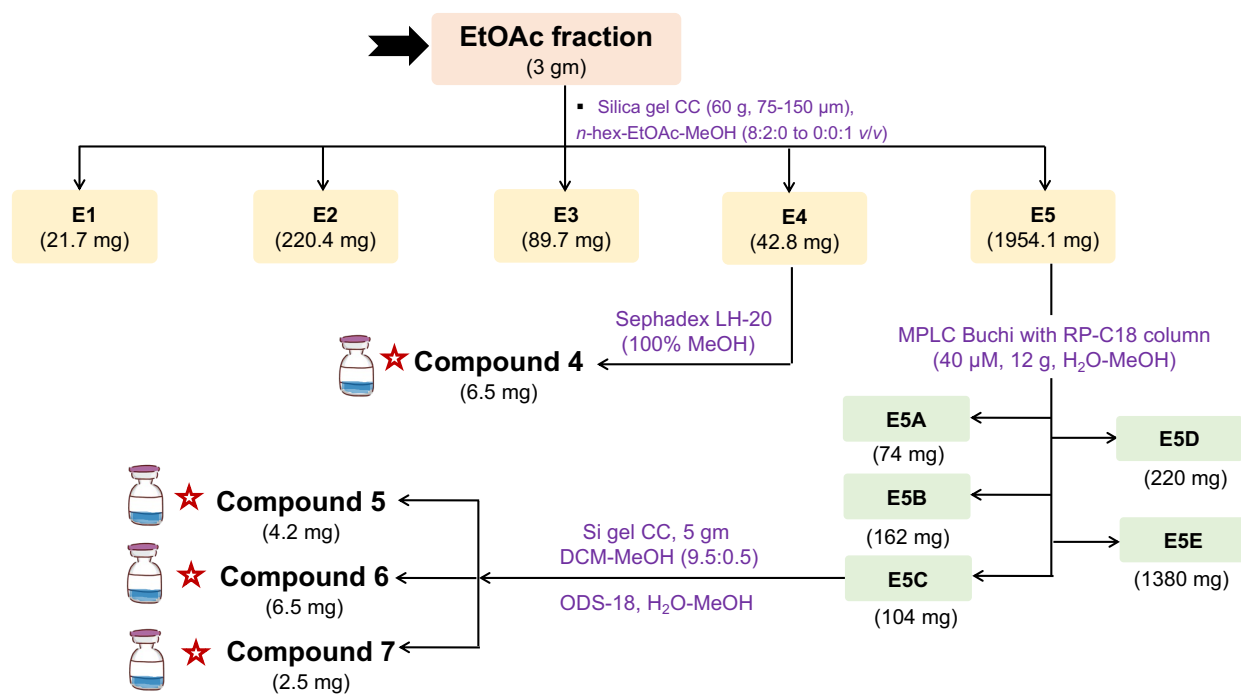 EtOAc fraction
(3 gm)
▪ Silica gel CC (60 g, 75-150 µm),
n-hex-EtOAc-MeOH (8:2:0 to 0:0:1 v/v)
E1
(21.7 mg)
E2
(220.4 mg)
E3
(89.7 mg)
E4
(42.8 mg)
E5
(1954.1 mg)
Sephadex LH-20
(100% MeOH)
Compound 4
(6.5 mg)
MPLC Buchi with RP-C18 column
(40 µM, 12 g, H₂O-MeOH)
E5A
(74 mg)
E5D
(220 mg)
E5B
(162 mg)
E5E
(1380 mg)
E5C
(104 mg)
Si gel CC, 5 gm
DCM-MeOH (9.5:0.5)
ODS-18, H₂O-MeOH
Compound 5
(4.2 mg)
Compound 6
(6.5 mg)
Compound 7
(2.5 mg)